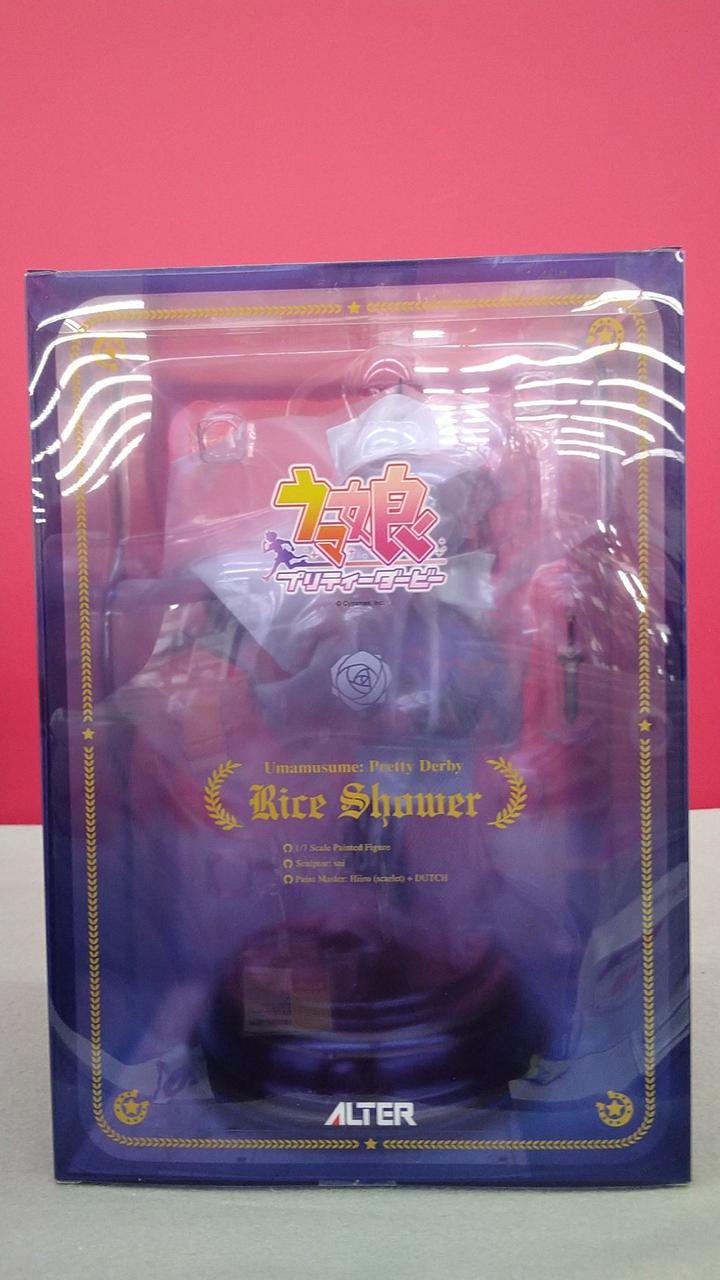 ウマ娘
プリティーダービー
© Cygames, Inc.
Umamusume: Pretty Derby
Rice Shower
1/7 Scale Painted Figure
Sculptor: sai
Paint Master: Hiiro (scarlet) + DUTCH
ALTER